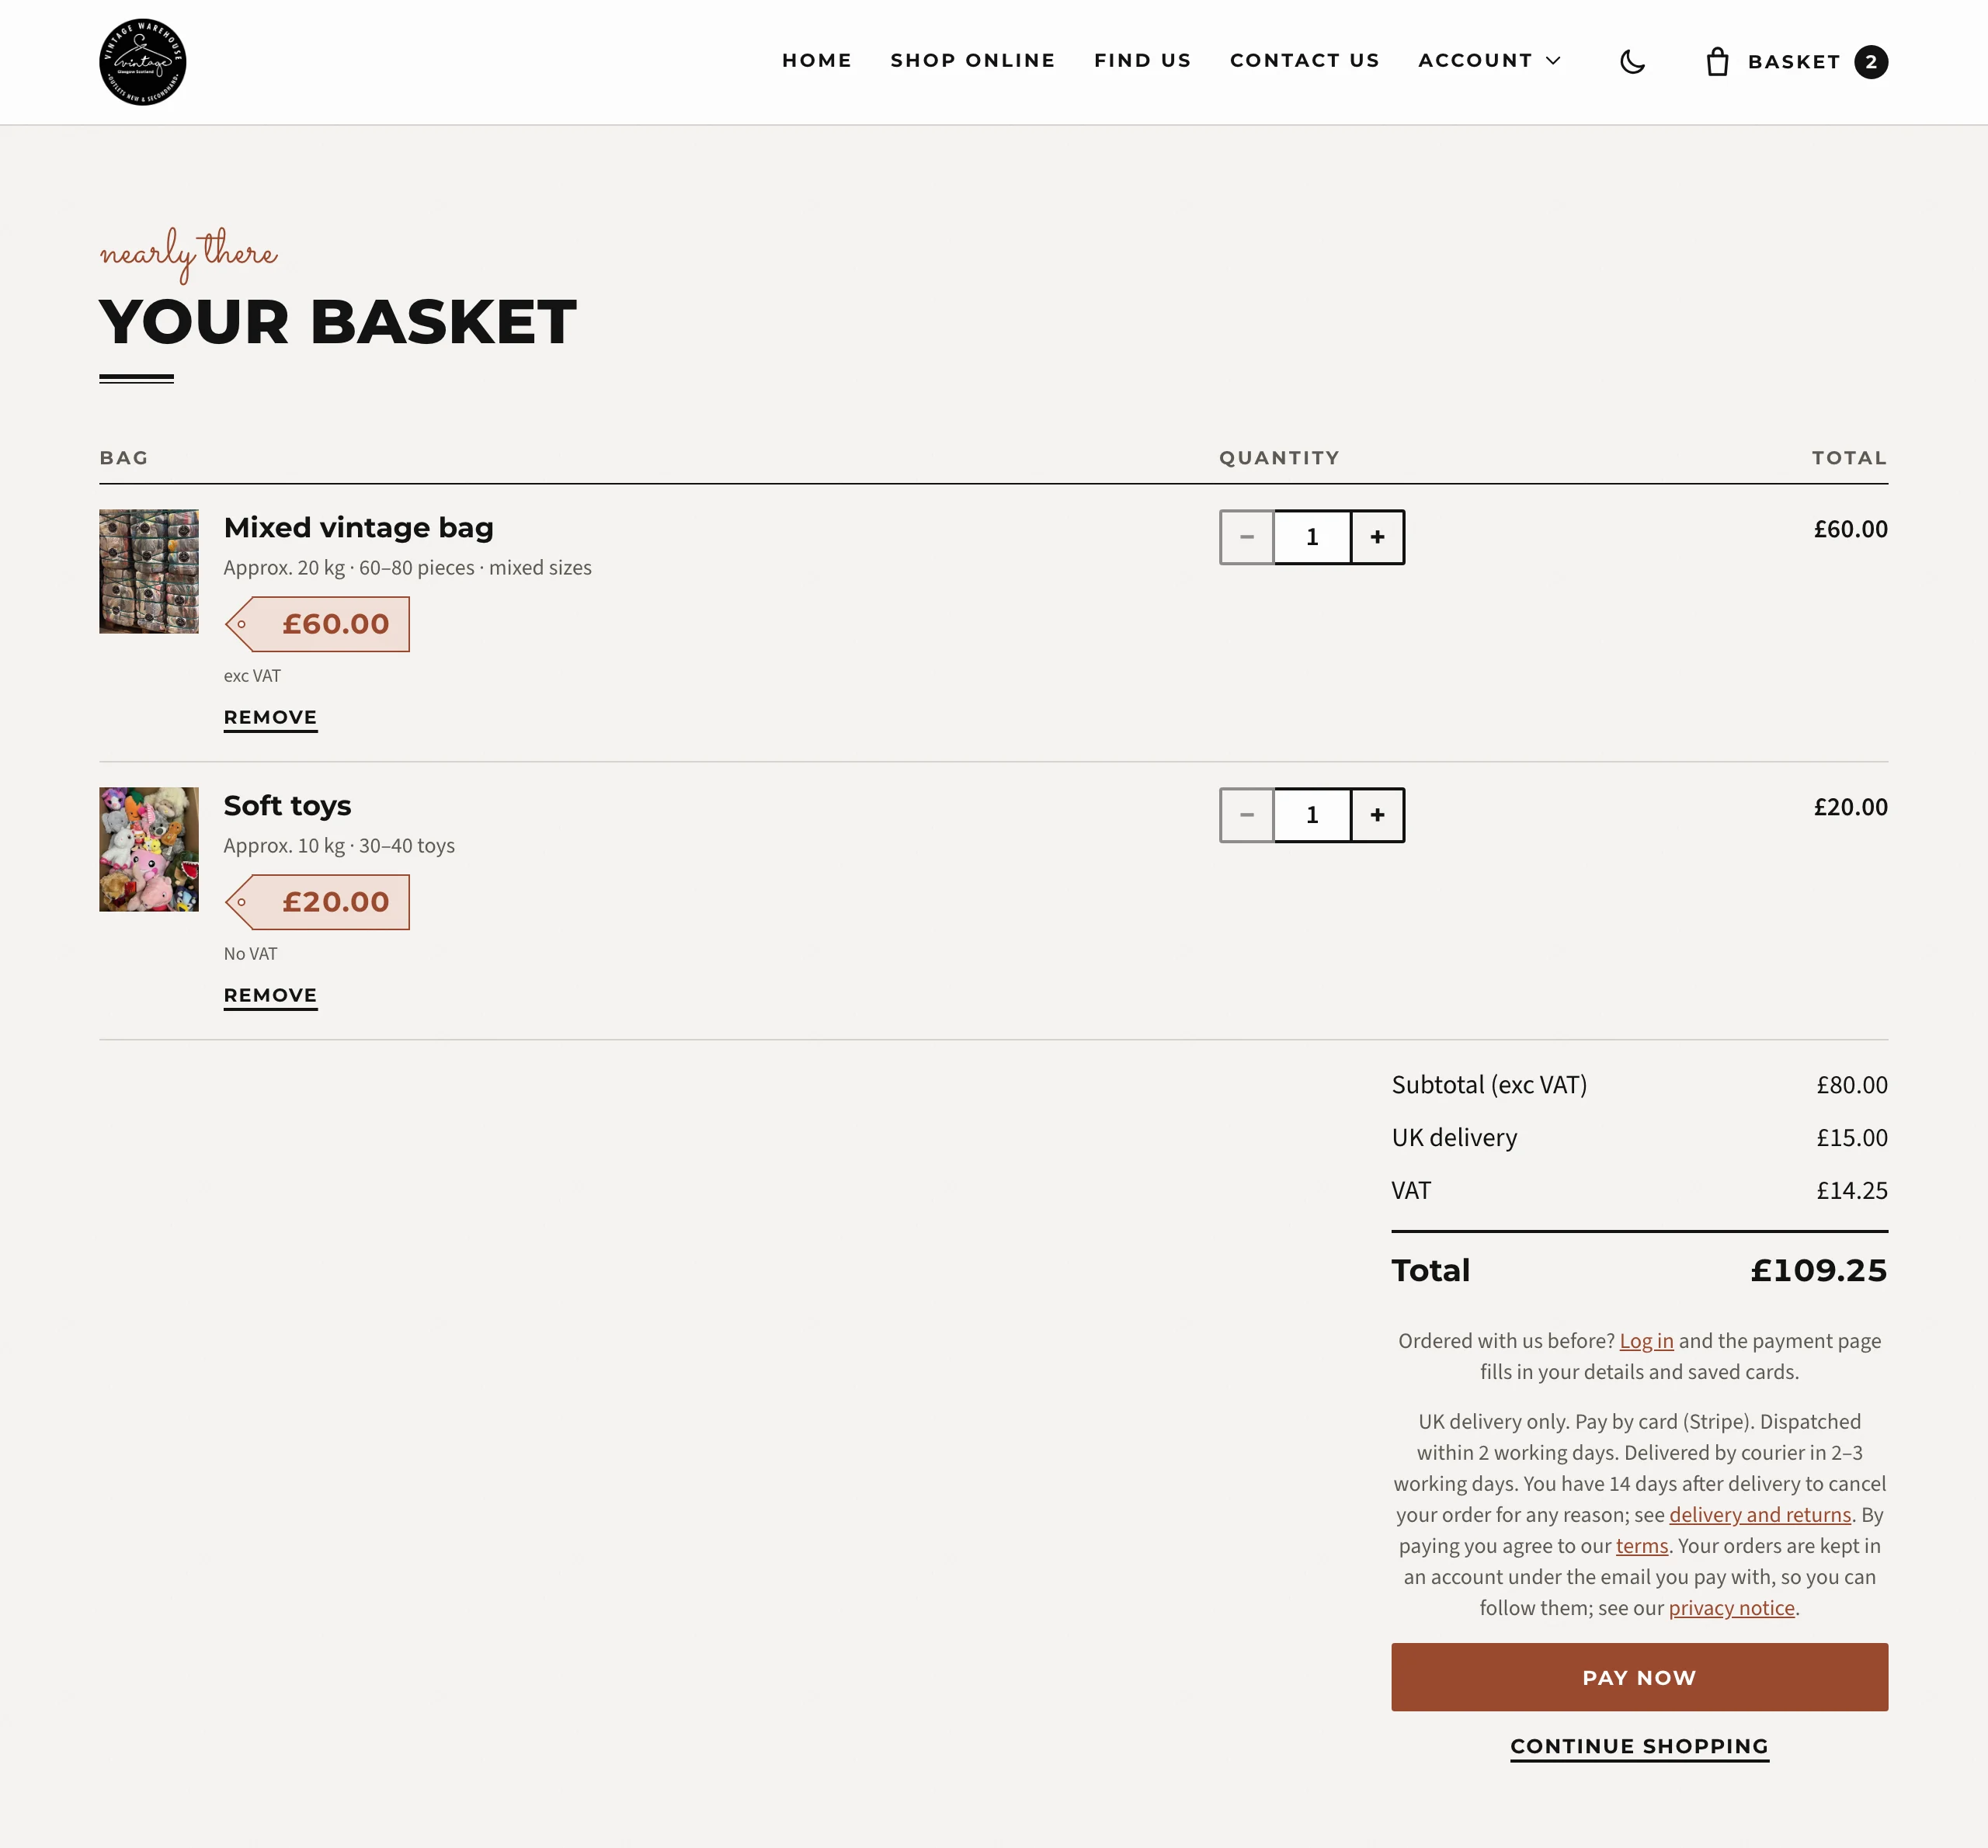 VINTAGE WAREHOUSE
vintage
Glasgow Scotland
OUTLETS NEW & SECONDHAND
HOME SHOP ONLINE FIND US CONTACT US ACCOUNT BASKET 2
nearly there
YOUR BASKET
BAG QUANTITY TOTAL
Mixed vintage bag − 1 + £60.00
Approx. 20 kg · 60–80 pieces · mixed sizes
£60.00
exc VAT
REMOVE
Soft toys − 1 + £20.00
Approx. 10 kg · 30–40 toys
£20.00
No VAT
REMOVE
Subtotal (exc VAT) £80.00
UK delivery £15.00
VAT £14.25
Total £109.25
Ordered with us before? Log in and the payment page
fills in your details and saved cards.
UK delivery only. Pay by card (Stripe). Dispatched
within 2 working days. Delivered by courier in 2–3
working days. You have 14 days after delivery to cancel
your order for any reason; see delivery and returns. By
paying you agree to our terms. Your orders are kept in
an account under the email you pay with, so you can
follow them; see our privacy notice.
PAY NOW
CONTINUE SHOPPING